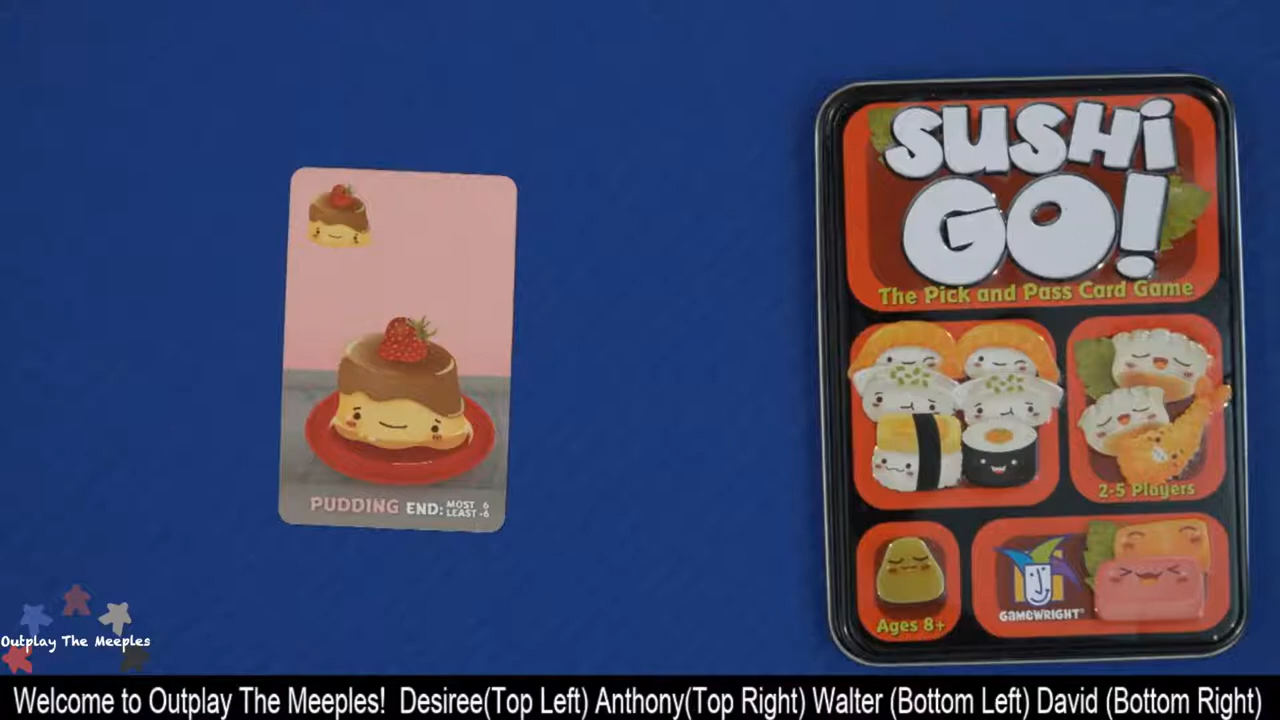 SUSHi
GO!
The Pick and Pass Card Game
PUDDING END: MOST 6
LEAST -6
2-5 Players
Ages 8+
GAMEWRIGHT®
Outplay The Meeples
Welcome to Outplay The Meeples!  Desiree(Top Left) Anthony(Top Right) Walter (Bottom Left) David (Bottom Right)